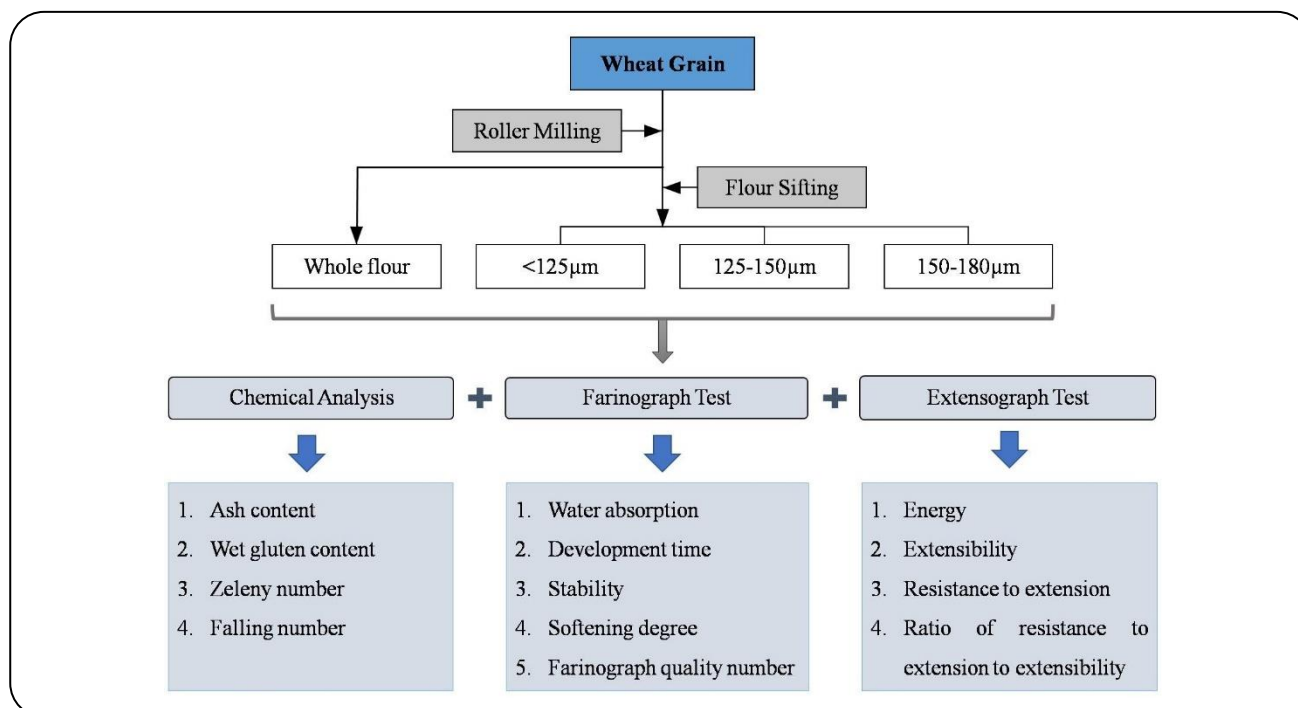 Wheat Grain
Roller Milling
Flour Sifting
Whole flour
<125µm
125-150µm
150-180µm
Chemical Analysis
Farinograph Test
Extensograph Test
1. Ash content
2. Wet gluten content
3. Zeleny number
4. Falling number
1. Water absorption
2. Development time
3. Stability
4. Softening degree
5. Farinograph quality number
1. Energy
2. Extensibility
3. Resistance to extension
4. Ratio of resistance to
extension to extensibility